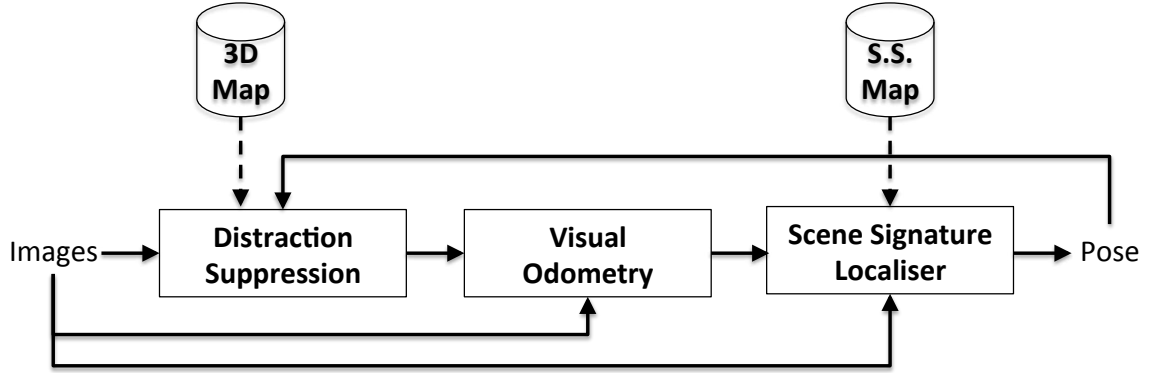 3D
Map
S.S.
Map
Images
Distraction
Suppression
Visual
Odometry
Scene Signature
Localiser
Pose